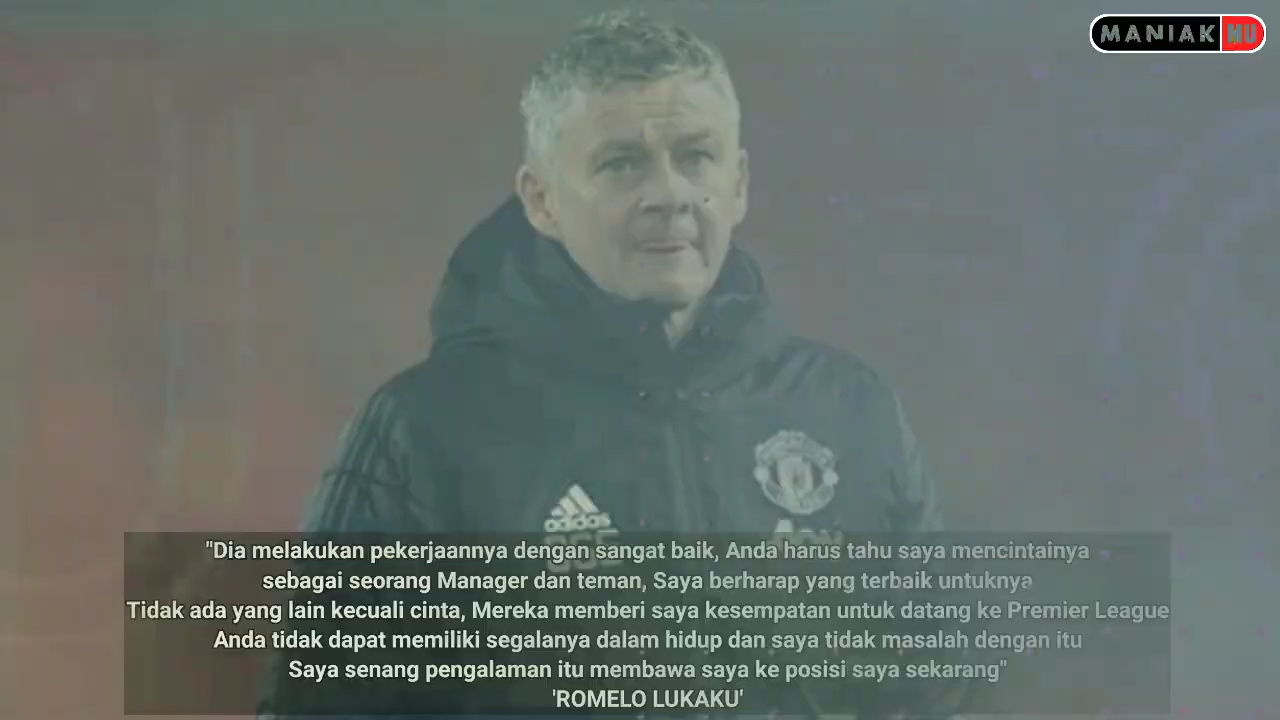 MANIAK MU
adidas
"Dia melakukan pekerjaannya dengan sangat baik, Anda harus tahu saya mencintainya
sebagai seorang Manager dan teman, Saya berharap yang terbaik untuknya
Tidak ada yang lain kecuali cinta, Mereka memberi saya kesempatan untuk datang ke Premier League
Anda tidak dapat memiliki segalanya dalam hidup dan saya tidak masalah dengan itu
Saya senang pengalaman itu membawa saya ke posisi saya sekarang"
'ROMELO LUKAKU'